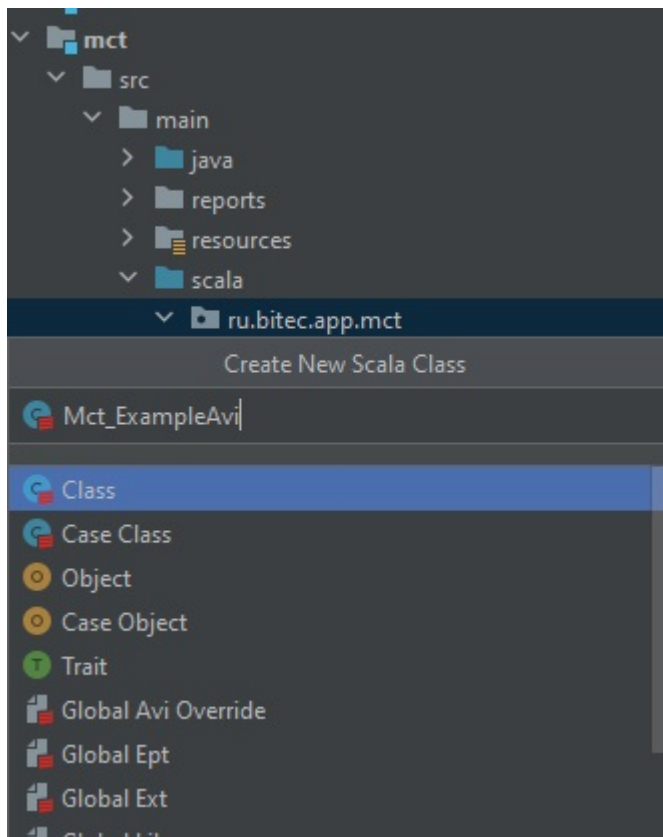 mct
src
main
java
reports
resources
scala
ru.bitec.app.mct
Create New Scala Class
Mct_ExampleAvi
Class
Case Class
Object
Case Object
Trait
Global Avi Override
Global Ept
Global Ext